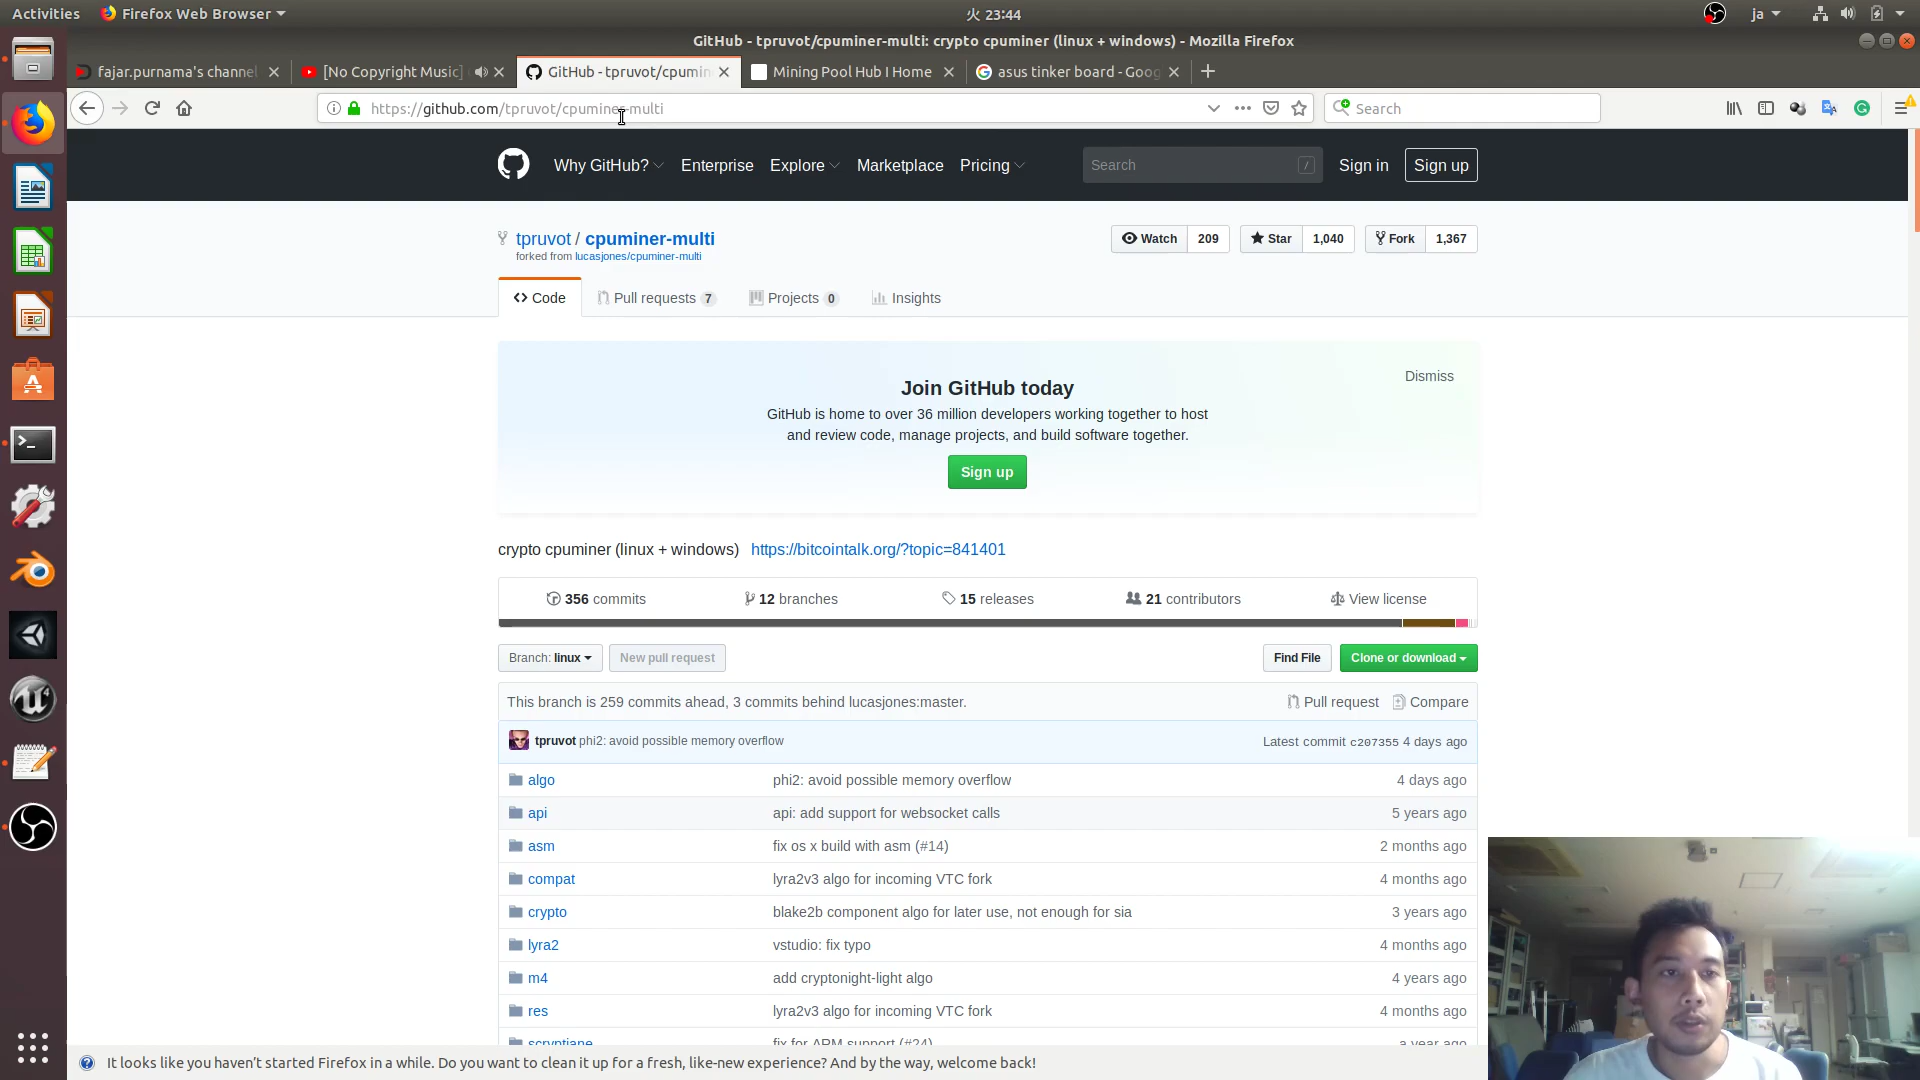 Activities
Firefox Web Browser
火 23:44
ja
GitHub - tpruvot/cpuminer-multi: crypto cpuminer (linux + windows) - Mozilla Firefox
fajar.purnama's channel
[No Copyright Music]
GitHub - tpruvot/cpumin
Mining Pool Hub I Home
asus tinker board - Goog
https://github.com/tpruvot/cpuminer-multi
Search
Why GitHub?
Enterprise
Explore
Marketplace
Pricing
Search
/
Sign in
Sign up
tpruvot / cpuminer-multi
forked from lucasjones/cpuminer-multi
Watch 209
Star 1,040
Fork 1,367
Code
Pull requests 7
Projects 0
Insights
Join GitHub today
Dismiss
GitHub is home to over 36 million developers working together to host
and review code, manage projects, and build software together.
Sign up
crypto cpuminer (linux + windows) https://bitcointalk.org/?topic=841401
356 commits
12 branches
15 releases
21 contributors
View license
Branch: linux
New pull request
Find File
Clone or download
This branch is 259 commits ahead, 3 commits behind lucasjones:master.
Pull request
Compare
tpruvot phi2: avoid possible memory overflow
Latest commit c207355 4 days ago
algo phi2: avoid possible memory overflow 4 days ago
api api: add support for websocket calls 5 years ago
asm fix os x build with asm (#14) 2 months ago
compat lyra2v3 algo for incoming VTC fork 4 months ago
crypto blake2b component algo for later use, not enough for sia 3 years ago
lyra2 vstudio: fix typo 4 months ago
m4 add cryptonight-light algo 4 years ago
res lyra2v3 algo for incoming VTC fork 4 months ago
scryptjane fix for ARM support (#24) a year ago
It looks like you haven't started Firefox in a while. Do you want to clean it up for a fresh, like-new experience? And by the way, welcome back!